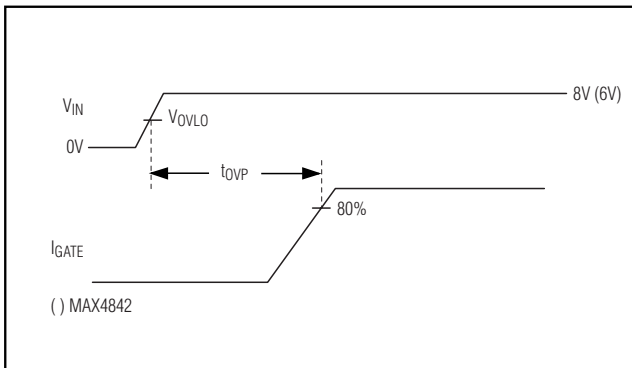 8V (6V)
VIN
VOVLO
0V
tOVP
80%
IGATE
( ) MAX4842